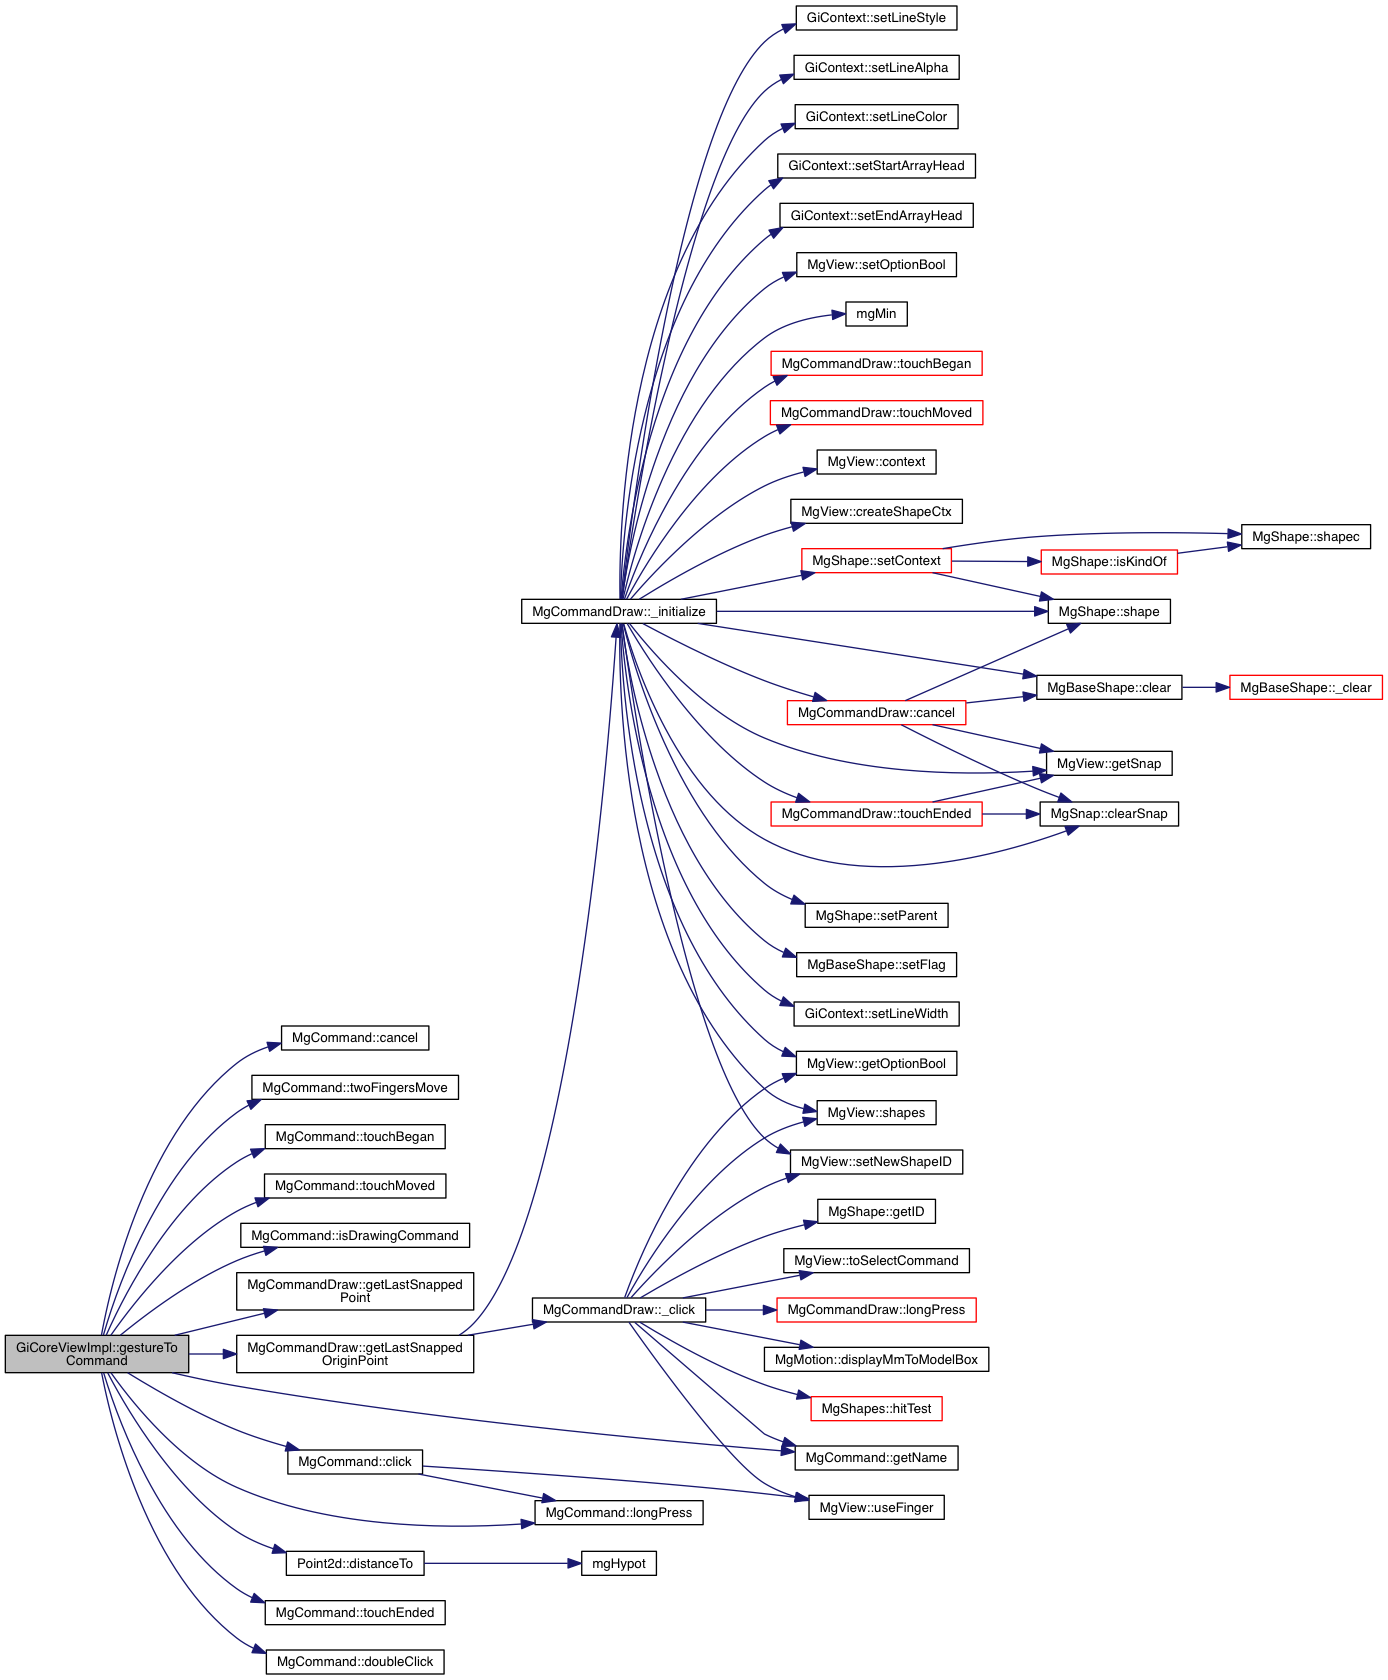 GiContext::setLineStyle
GiContext::setLineAlpha
GiContext::setLineColor
GiContext::setStartArrayHead
GiContext::setEndArrayHead
MgView::setOptionBool
mgMin
MgCommandDraw::touchBegan
MgCommandDraw::touchMoved
MgView::context
MgView::createShapeCtx
MgShape::shapec
MgShape::setContext
MgShape::isKindOf
MgCommandDraw::_initialize
MgShape::shape
MgBaseShape::clear
MgBaseShape::_clear
MgCommandDraw::cancel
MgView::getSnap
MgCommandDraw::touchEnded
MgSnap::clearSnap
MgShape::setParent
MgBaseShape::setFlag
GiContext::setLineWidth
MgCommand::cancel
MgView::getOptionBool
MgCommand::twoFingersMove
MgView::shapes
MgCommand::touchBegan
MgView::setNewShapeID
MgCommand::touchMoved
MgShape::getID
MgCommand::isDrawingCommand
MgView::toSelectCommand
MgCommandDraw::getLastSnapped
Point
MgCommandDraw::_click
MgCommandDraw::longPress
GiCoreViewImpl::gestureTo
Command
MgCommandDraw::getLastSnapped
OriginPoint
MgMotion::displayMmToModelBox
MgShapes::hitTest
MgCommand::click
MgCommand::getName
MgCommand::longPress
MgView::useFinger
Point2d::distanceTo
mgHypot
MgCommand::touchEnded
MgCommand::doubleClick